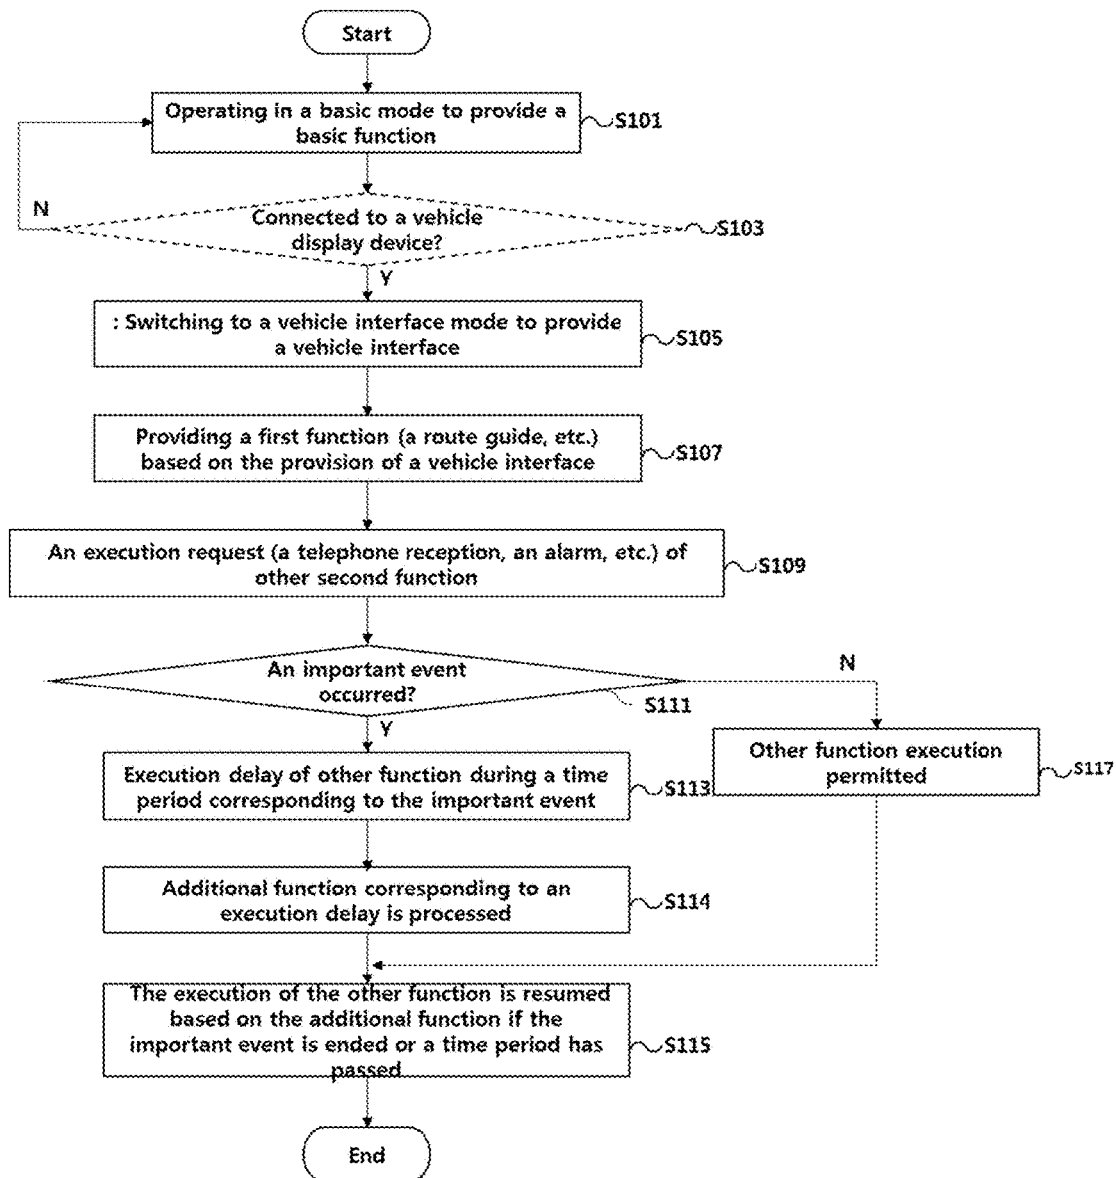 Start
Operating in a basic mode to provide a
basic function
S101
N
Connected to a vehicle
display device?
S103
Y
: Switching to a vehicle interface mode to provide
a vehicle interface
S105
Providing a first function (a route guide, etc.)
based on the provision of a vehicle interface
S107
An execution request (a telephone reception, an alarm, etc.) of
other second function
S109
An important event
occurred?
N
S111
Y
Other function execution
permitted
S117
Execution delay of other function during a time
period corresponding to the important event
S113
Additional function corresponding to an
execution delay is processed
S114
The execution of the other function is resumed
based on the additional function if the
important event is ended or a time period has
passed
S115
End